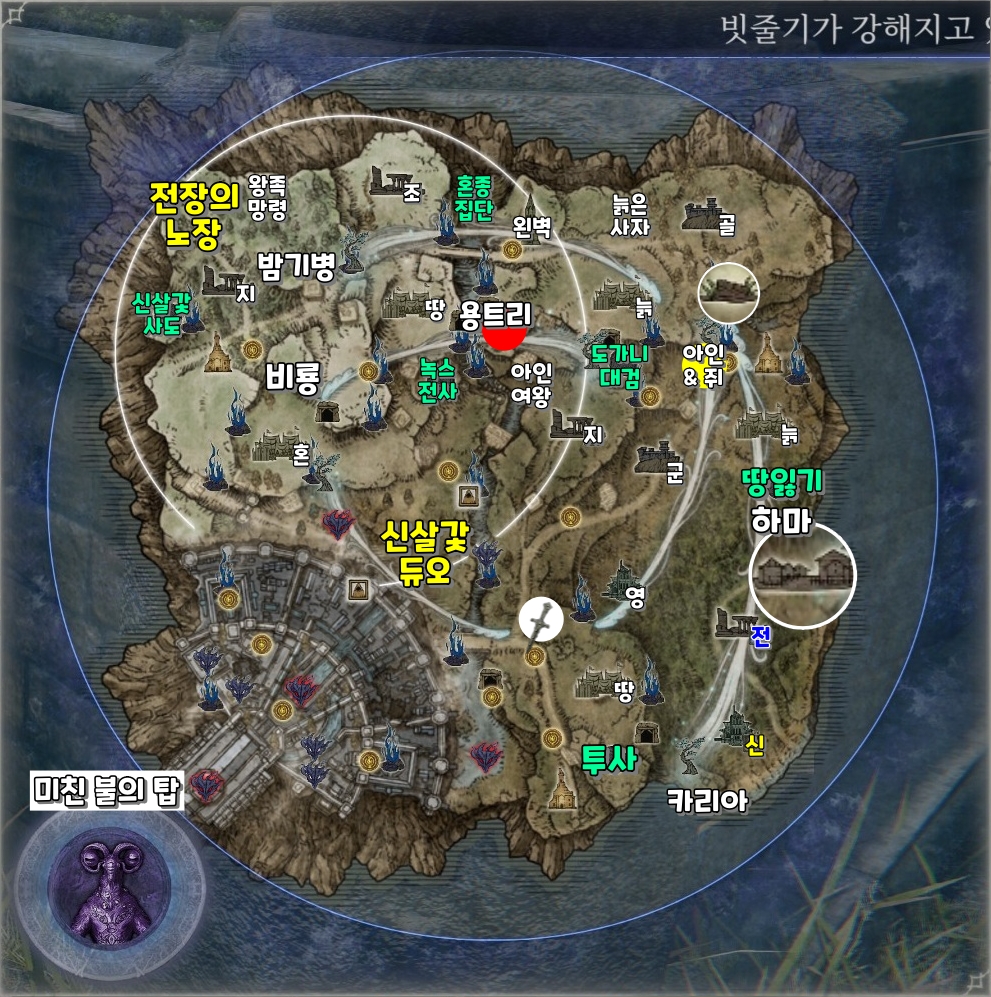 빗줄기가 강해지고
전장의
노장
왕족
망령
조
혼종
집단
왼벽
늙은
사자
골
밤기병
지
신살갗
사도
땅
용트리
늙
비룡
녹스
전사
아인
여왕
도가니
대검
아인
& 쥐
지
늙
혼
군
땅잃기
하마
신살갗
듀오
영
전
땅
투사
신
카리아
미친 불의 탑